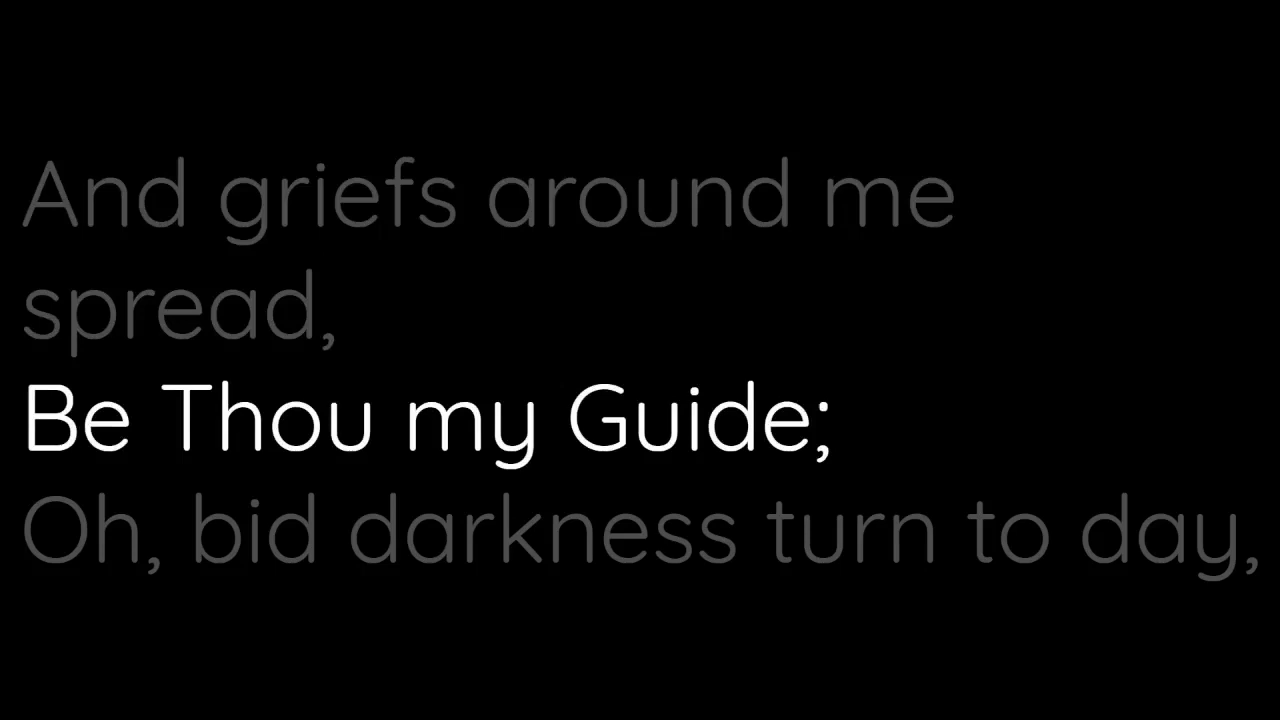 And griefs around me
spread,
Be Thou my Guide;
Oh, bid darkness turn to day,